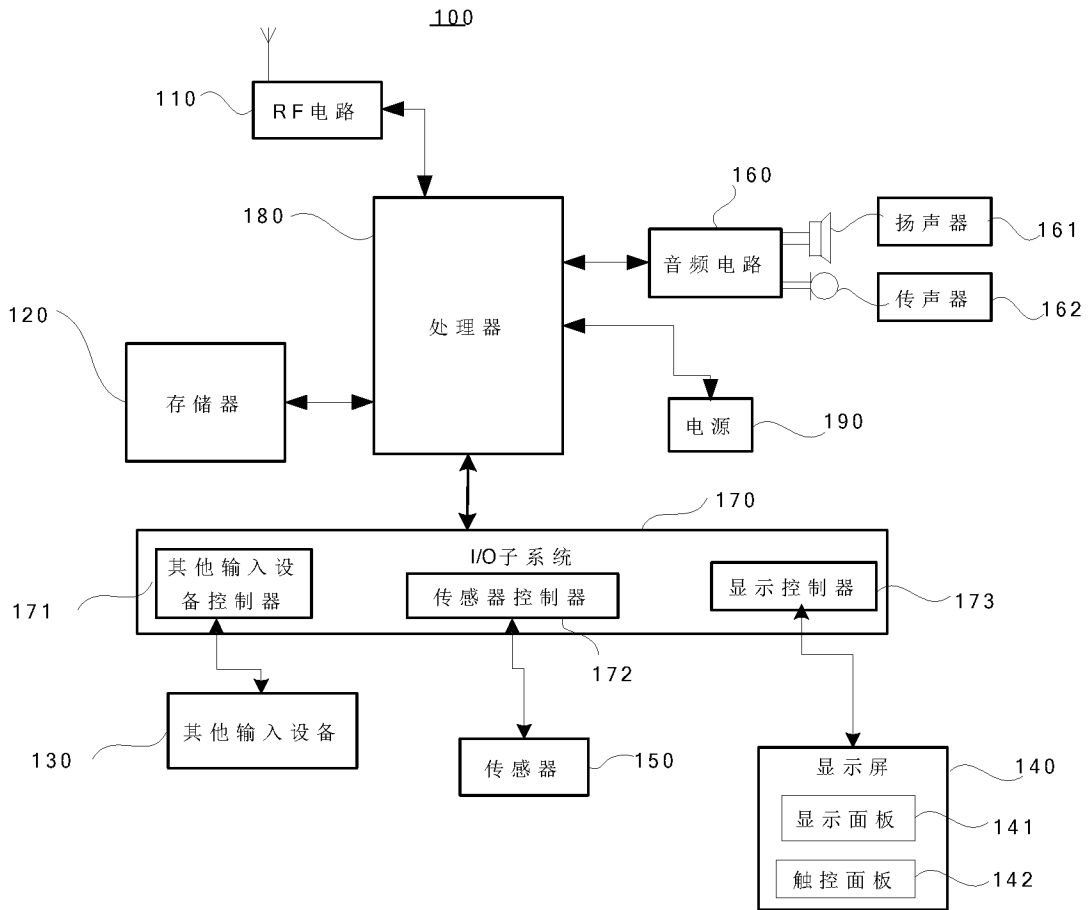 100
110
RF电路
180
160
扬声器
161
音频电路
传声器
162
120
处理器
存储器
电源
190
170
I/O子系统
其他输入设
备控制器
171
传感器控制器
显示控制器
173
172
其他输入设备
130
传感器
150
显示屏
140
显示面板
141
触控面板
142